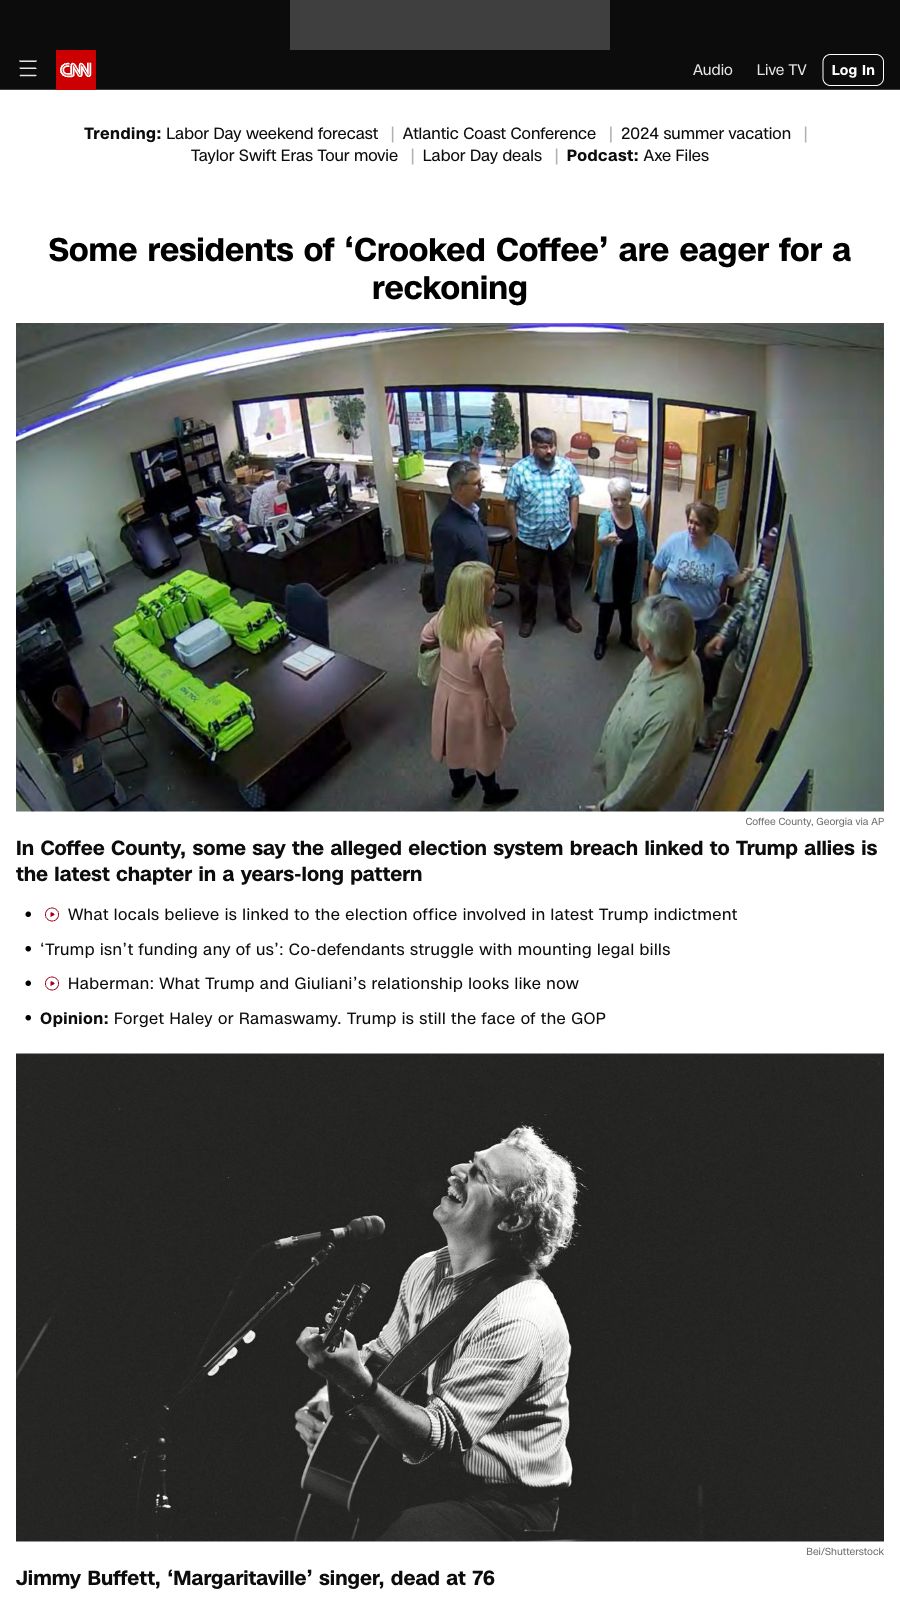 CNN
Audio
Live TV
Log In
Trending: Labor Day weekend forecast | Atlantic Coast Conference | 2024 summer vacation |
Taylor Swift Eras Tour movie | Labor Day deals | Podcast: Axe Files
Some residents of ‘Crooked Coffee’ are eager for a
reckoning
Coffee County, Georgia via AP
In Coffee County, some say the alleged election system breach linked to Trump allies is
the latest chapter in a years-long pattern
• What locals believe is linked to the election office involved in latest Trump indictment
• ‘Trump isn’t funding any of us’: Co-defendants struggle with mounting legal bills
• Haberman: What Trump and Giuliani’s relationship looks like now
• Opinion: Forget Haley or Ramaswamy. Trump is still the face of the GOP
Bei/Shutterstock
Jimmy Buffett, ‘Margaritaville’ singer, dead at 76